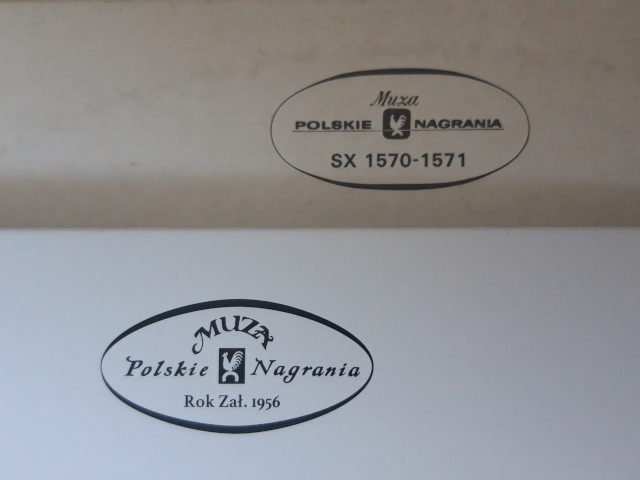 Muza
POLSKIE NAGRANIA
SX 1570-1571
MUZA
Polskie Nagrania
Rok Zał. 1956